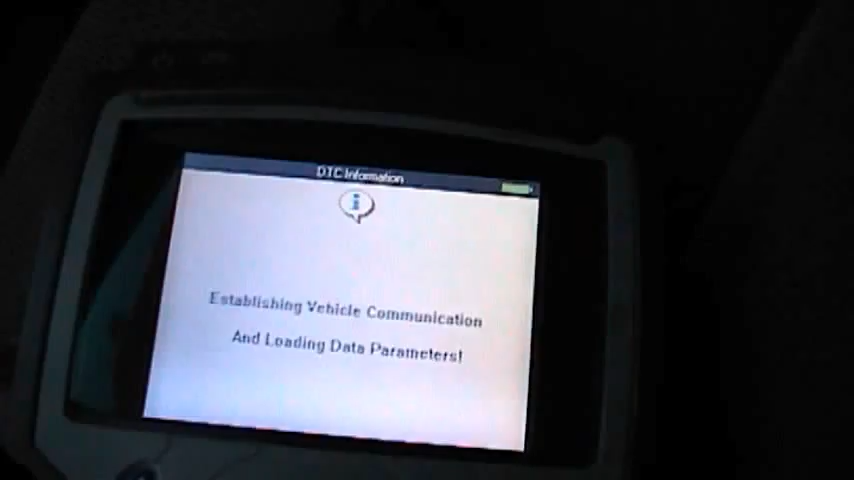 DTC Information
Establishing Vehicle Communication
And Loading Data Parameters!